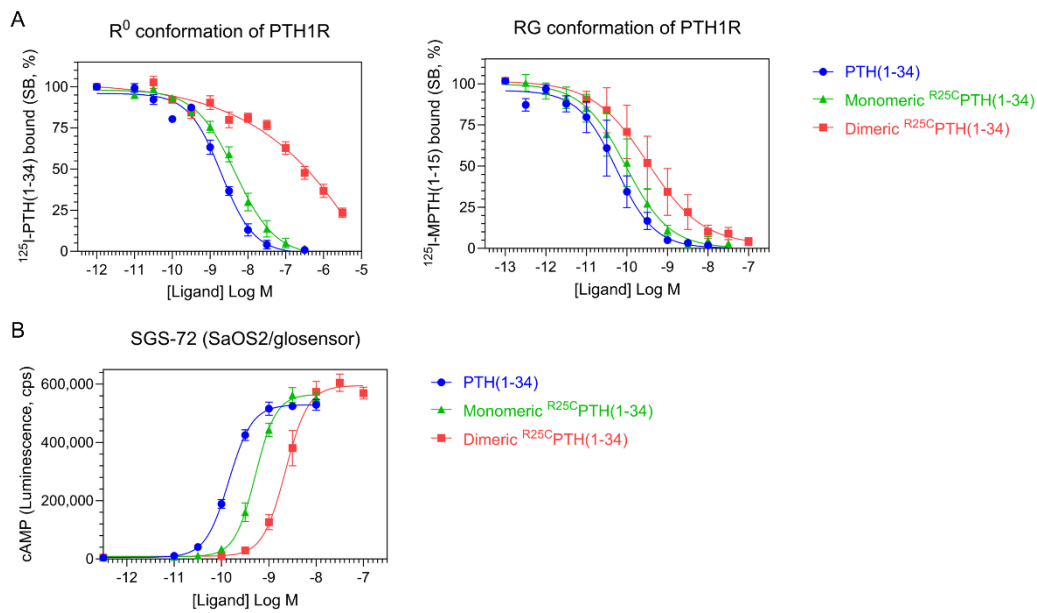 A
R⁰ conformation of PTH1R
¹²⁵I-PTH(1-34) bound (SB, %)
100
75
50
25
0
-12 -11 -10 -9 -8 -7 -6 -5
[Ligand] Log M
RG conformation of PTH1R
¹²⁵I-MPTH(1-15) bound (SB, %)
100
75
50
25
0
-13 -12 -11 -10 -9 -8 -7
[Ligand] Log M
PTH(1-34)
Monomeric ᴿ²⁵ᶜPTH(1-34)
Dimeric ᴿ²⁵ᶜPTH(1-34)
B
SGS-72 (SaOS2/glosensor)
cAMP (Luminescence, cps)
600,000
400,000
200,000
0
-12 -11 -10 -9 -8 -7
[Ligand] Log M
PTH(1-34)
Monomeric ᴿ²⁵ᶜPTH(1-34)
Dimeric ᴿ²⁵ᶜPTH(1-34)